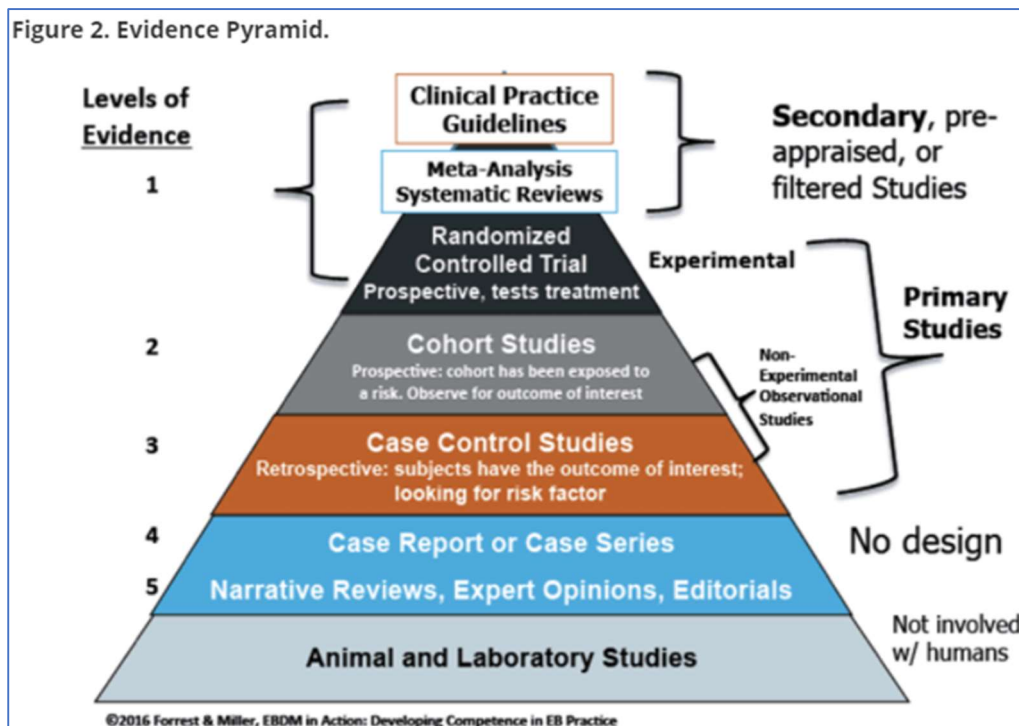 Figure 2. Evidence Pyramid.
Levels of
Evidence
1
2
3
4
5
Clinical Practice
Guidelines
Meta-Analysis
Systematic Reviews
Randomized
Controlled Trial
Prospective, tests treatment
Cohort Studies
Prospective: cohort has been exposed to
a risk. Observe for outcome of interest
Case Control Studies
Retrospective: subjects have the outcome of interest;
looking for risk factor
Case Report or Case Series
Narrative Reviews, Expert Opinions, Editorials
Animal and Laboratory Studies
Secondary, pre-
appraised, or
filtered Studies
Experimental
Primary
Studies
Non-
Experimental
Observational
Studies
No design
Not involved
w/ humans
©2016 Forrest & Miller, EBDM in Action: Developing Competence in EB Practice